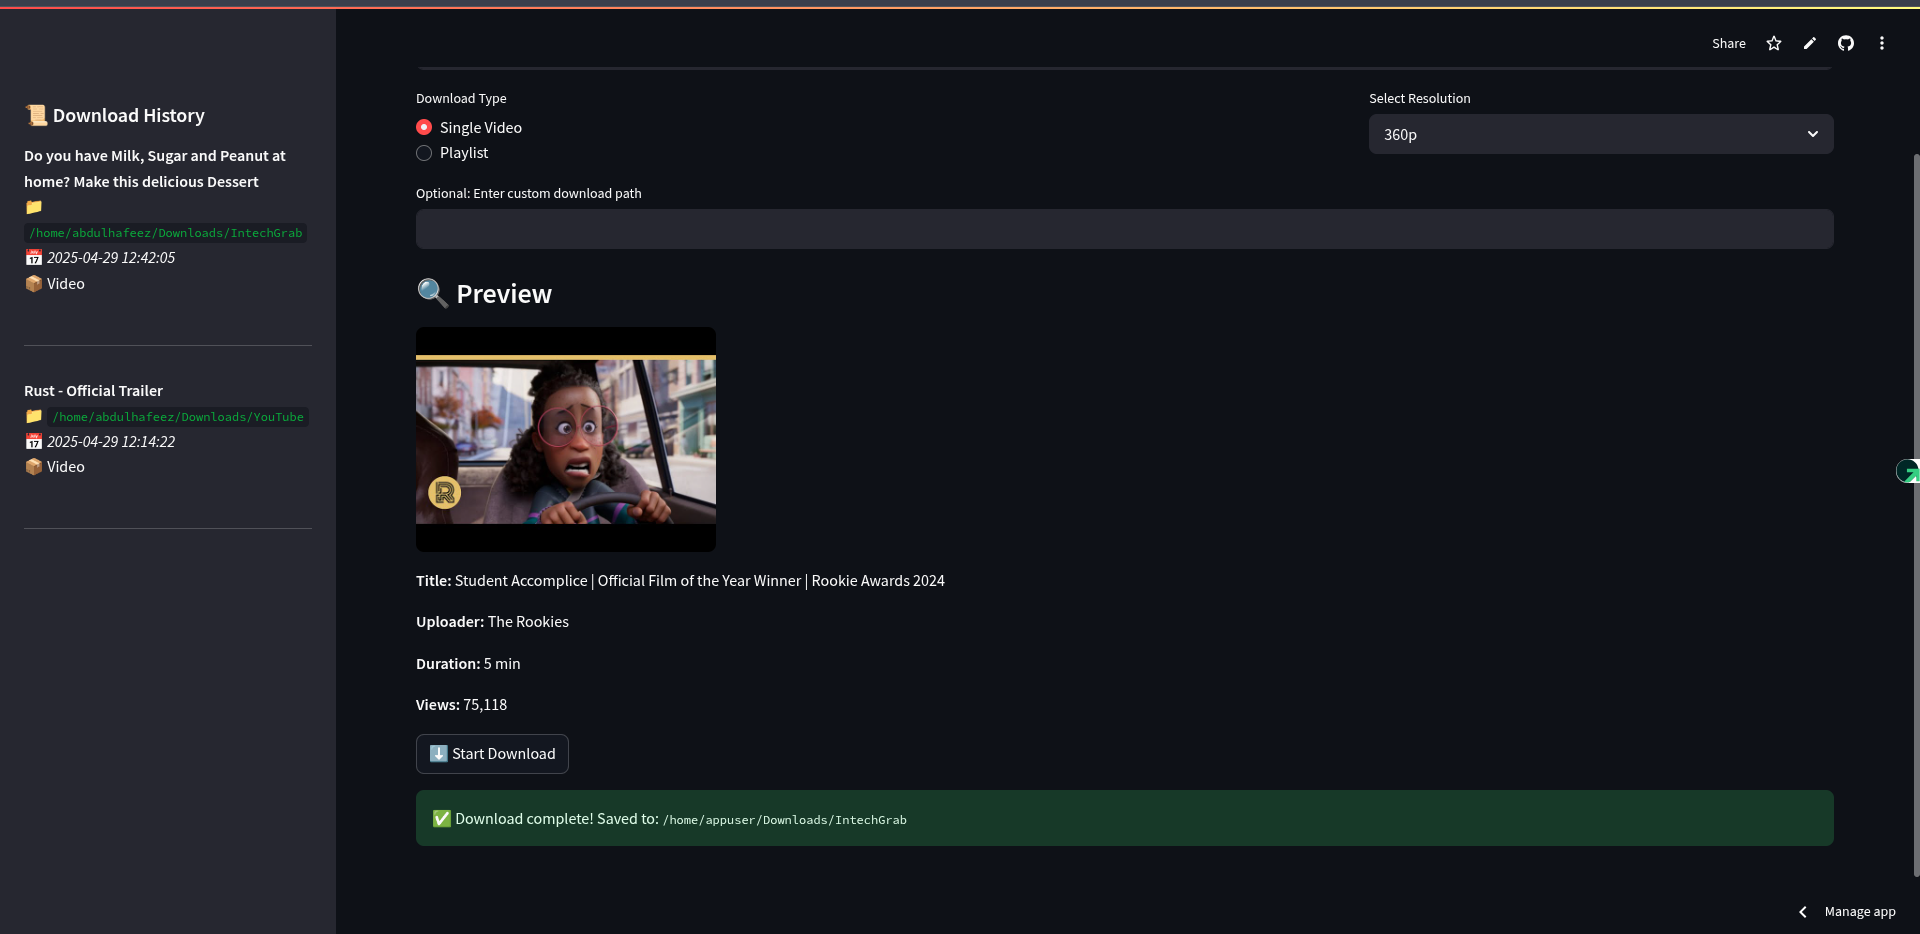 Share
📜 Download History
Do you have Milk, Sugar and Peanut at
home? Make this delicious Dessert
📁
/home/abdulhafeez/Downloads/IntechGrab
📅 2025-04-29 12:42:05
📦 Video
Rust - Official Trailer
📁 /home/abdulhafeez/Downloads/YouTube
📅 2025-04-29 12:14:22
📦 Video
Download Type
Single Video
Playlist
Select Resolution
360p
Optional: Enter custom download path
🔍 Preview
R
Title: Student Accomplice | Official Film of the Year Winner | Rookie Awards 2024
Uploader: The Rookies
Duration: 5 min
Views: 75,118
⬇️ Start Download
✅ Download complete! Saved to: /home/appuser/Downloads/IntechGrab
Manage app